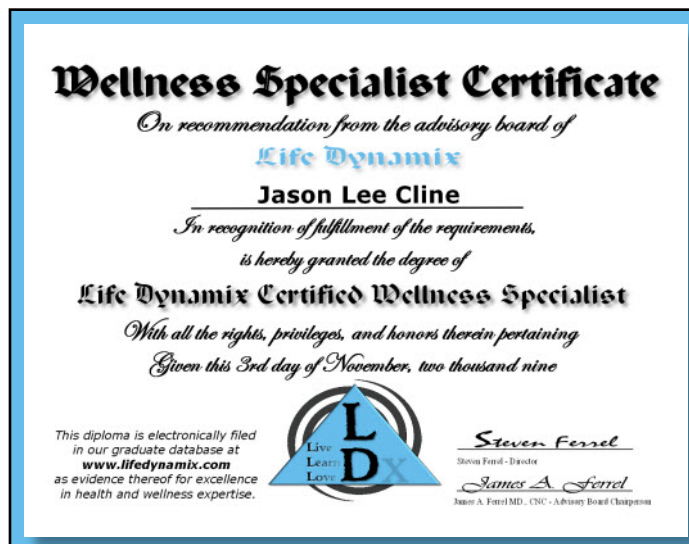 Wellness Specialist Certificate
On recommendation from the advisory board of
Life Dynamix
Jason Lee Cline
In recognition of fulfillment of the requirements,
is hereby granted the degree of
Life Dynamix Certified Wellness Specialist
With all the rights, privileges, and honors therein pertaining
Given this 3rd day of November, two thousand nine
This diploma is electronically filed
in our graduate database at
www.lifedynamix.com
as evidence thereof for excellence
in health and wellness expertise.
L
Live
Learn
Love
Dx
Steven Ferrel
Steven Ferrel - Director
James A. Ferrel
James A. Ferrel MD., CNC - Advisory Board Chairperson